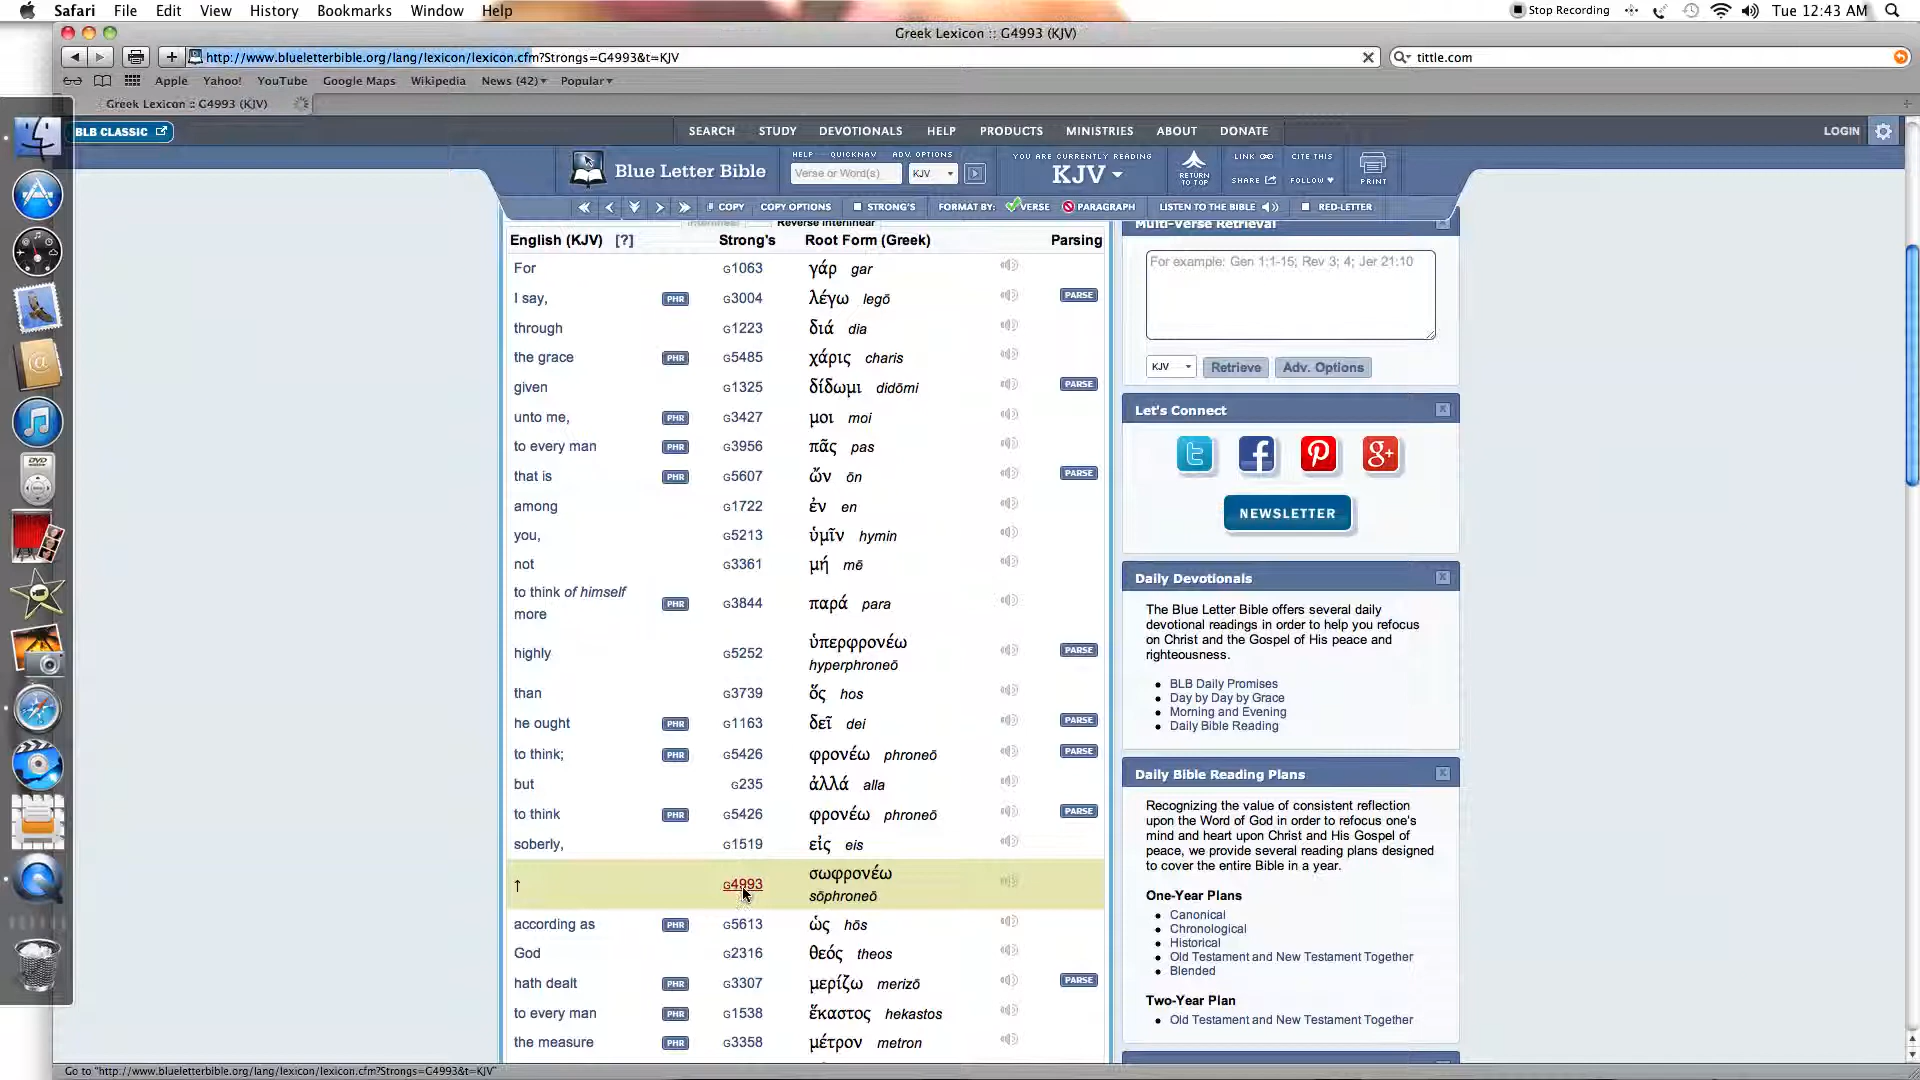 Safari File Edit View History Bookmarks Window Help Stop Recording Tue 12:43 AM
Greek Lexicon :: G4993 (KJV)
http://www.blueletterbible.org/lang/lexicon/lexicon.cfm?Strongs=G4993&t=KJV tittle.com
Apple Yahoo! YouTube Google Maps Wikipedia News (42) Popular
Greek Lexicon :: G4993 (KJV)
BLB CLASSIC SEARCH STUDY DEVOTIONALS HELP PRODUCTS MINISTRIES ABOUT DONATE LOGIN
HELP QUICKNAV ADV. OPTIONS YOU ARE CURRENTLY READING LINK CITE THIS
Blue Letter Bible Verse or Word(s) KJV KJV RETURN TO TOP SHARE FOLLOW PRINT
COPY COPY OPTIONS STRONG'S FORMAT BY: VERSE PARAGRAPH LISTEN TO THE BIBLE RED-LETTER
Reverse Interlinear
English (KJV) [?] Strong's Root Form (Greek) Parsing
For G1063 γάρ gar
I say, PHR G3004 λέγω legō PARSE
through G1223 διά dia
the grace PHR G5485 χάρις charis
given G1325 δίδωμι didōmi PARSE
unto me, PHR G3427 μοι moi
to every man PHR G3956 πᾶς pas
that is PHR G5607 ὤν ōn PARSE
among G1722 ἐν en
you, G5213 ὑμῖν hymin
not G3361 μή mē
to think of himself
more PHR G3844 παρά para
highly G5252 ὑπερφρονέω
hyperphroneō PARSE
than G3739 ὅς hos
he ought PHR G1163 δεῖ dei PARSE
to think; PHR G5426 φρονέω phroneō PARSE
but G235 ἀλλά alla
to think PHR G5426 φρονέω phroneō PARSE
soberly, G1519 εἰς eis
↑ G4993 σωφρονέω
sōphroneō
according as PHR G5613 ὡς hōs
God G2316 θεός theos
hath dealt PHR G3307 μερίζω merizō PARSE
to every man PHR G1538 ἕκαστος hekastos
the measure PHR G3358 μέτρον metron
Multi-Verse Retrieval
For example: Gen 1:1-15; Rev 3; 4; Jer 21:10
KJV Retrieve Adv. Options
Let's Connect
NEWSLETTER
Daily Devotionals
The Blue Letter Bible offers several daily
devotional readings in order to help you refocus
on Christ and the Gospel of His peace and
righteousness.
BLB Daily Promises
Day by Day by Grace
Morning and Evening
Daily Bible Reading
Daily Bible Reading Plans
Recognizing the value of consistent reflection
upon the Word of God in order to refocus one's
mind and heart upon Christ and His Gospel of
peace, we provide several reading plans designed
to cover the entire Bible in a year.
One-Year Plans
Canonical
Chronological
Historical
Old Testament and New Testament Together
Blended
Two-Year Plan
Old Testament and New Testament Together
Go to "http://www.blueletterbible.org/lang/lexicon/lexicon.cfm?Strongs=G4993&t=KJV"